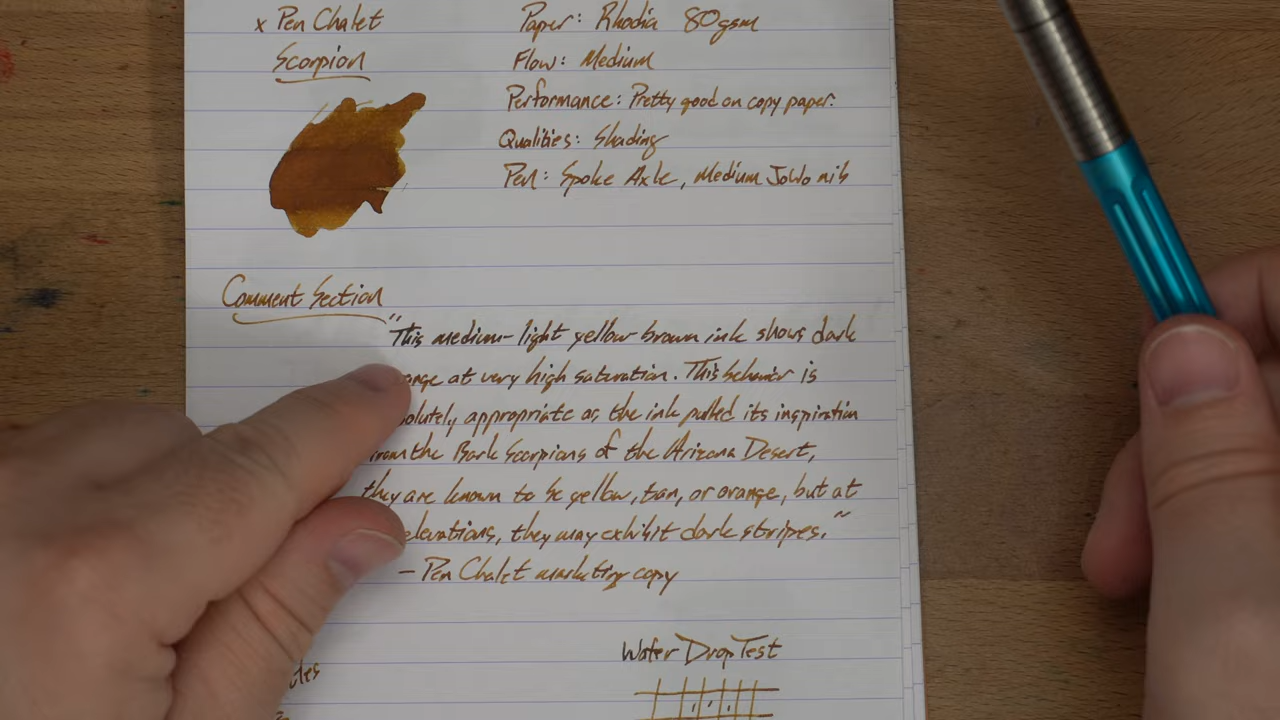 x Pen Chalet
Scorpion
Paper: Rhodia 80gsm
Flow: Medium
Performance: Pretty good on copy paper.
Qualities: Shading
Pen: Spoke Axle, Medium JoWo nib
Comment Section
"This medium-light yellow-brown ink shows dark
at very high saturation. This behavior is
appropriate as the ink pulled its inspiration
from the Bark Scorpions of the Arizona Desert,
they are known to be yellow, tan, or orange, but at
elevations, they may exhibit dark stripes."
- Pen Chalet marketing copy
Water Drop Test